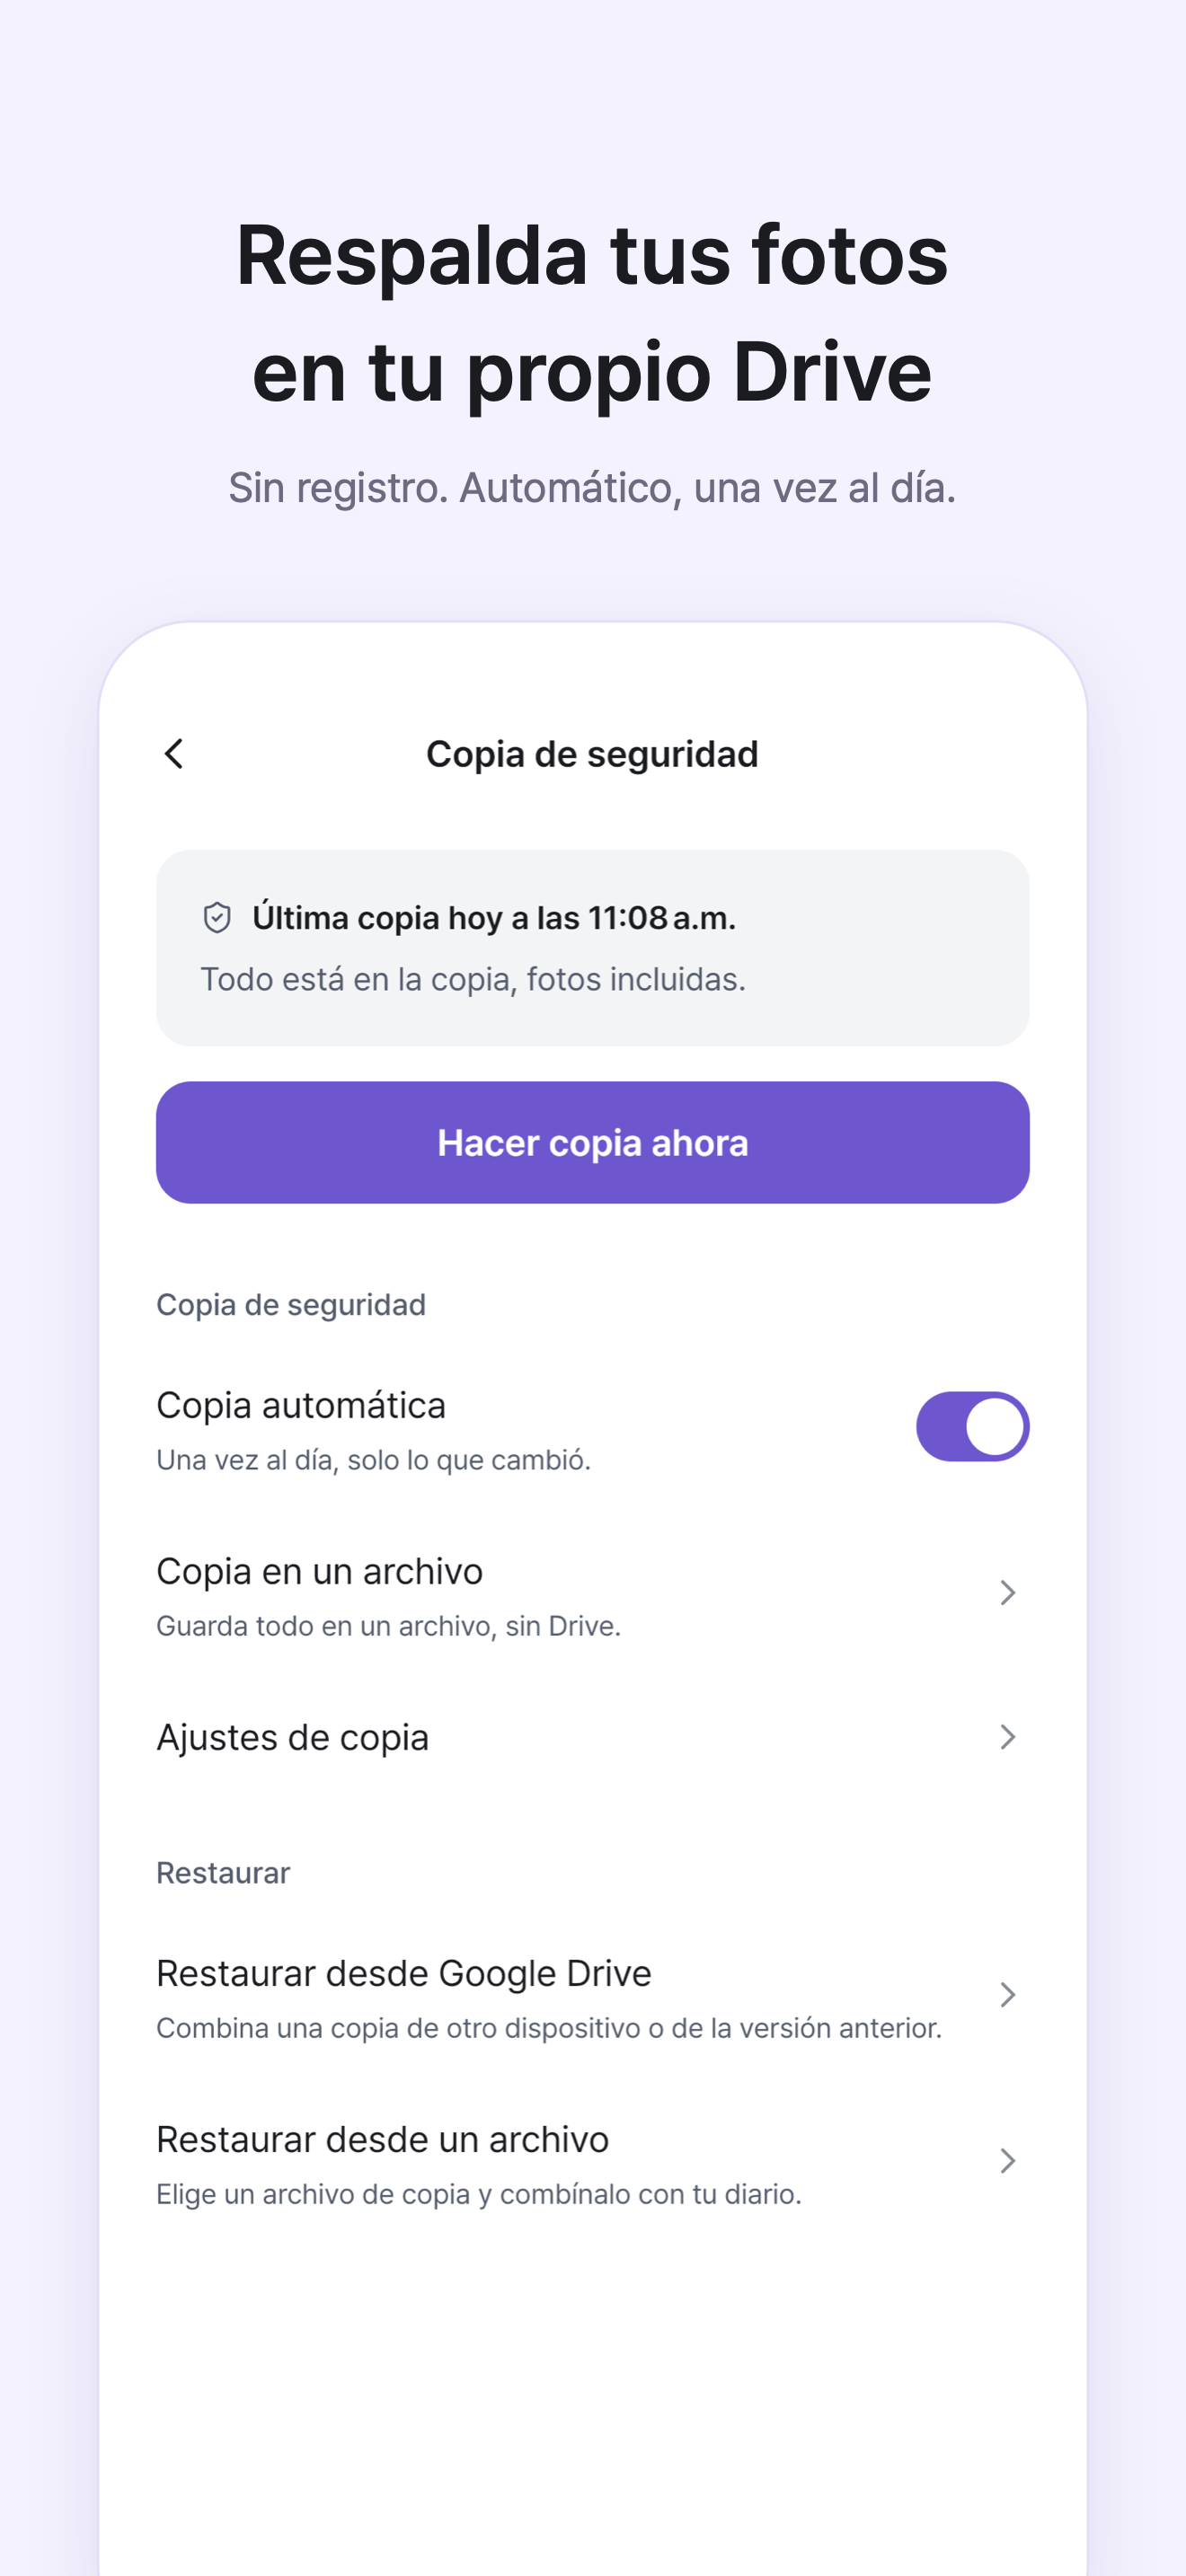 Respalda tus fotos
en tu propio Drive
Sin registro. Automático, una vez al día.
Copia de seguridad
Última copia hoy a las 11:08 a.m.
Todo está en la copia, fotos incluidas.
Hacer copia ahora
Copia de seguridad
Copia automática
Una vez al día, solo lo que cambió.
Copia en un archivo
Guarda todo en un archivo, sin Drive.
Ajustes de copia
Restaurar
Restaurar desde Google Drive
Combina una copia de otro dispositivo o de la versión anterior.
Restaurar desde un archivo
Elige un archivo de copia y combínalo con tu diario.